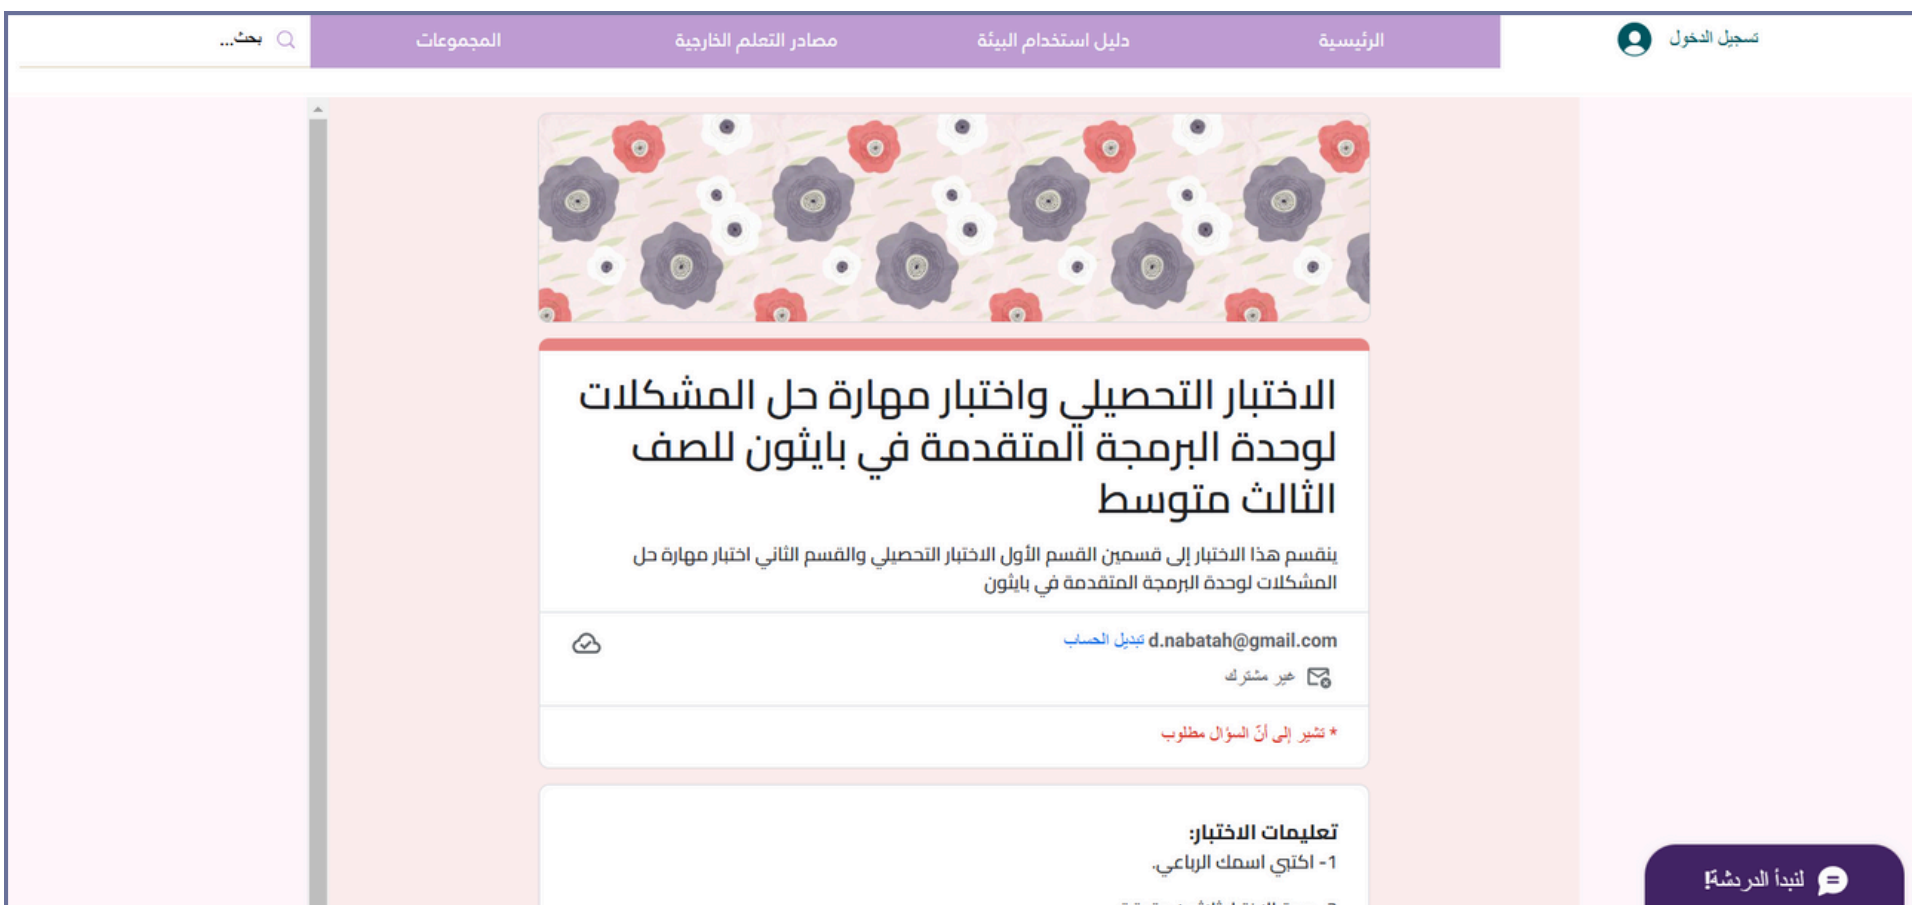 تسجيل الدخول
الرئيسية
دليل استخدام البيئة
مصادر التعلم الخارجية
المجموعات
بحث...
الاختبار التحصيلي واختبار مهارة حل المشكلات
لوحدة البرمجة المتقدمة في بايثون للصف
الثالث متوسط
ينقسم هذا الاختبار إلى قسمين القسم الأول الاختبار التحصيلي والقسم الثاني اختبار مهارة حل
المشكلات لوحدة البرمجة المتقدمة في بايثون
d.nabatah@gmail.com تبديل الحساب
غير مشترك
* تشير إلى أنّ السؤال مطلوب
تعليمات الاختبار:
1- اكتبي اسمك الرباعي.
لنبدأ الدردشة!